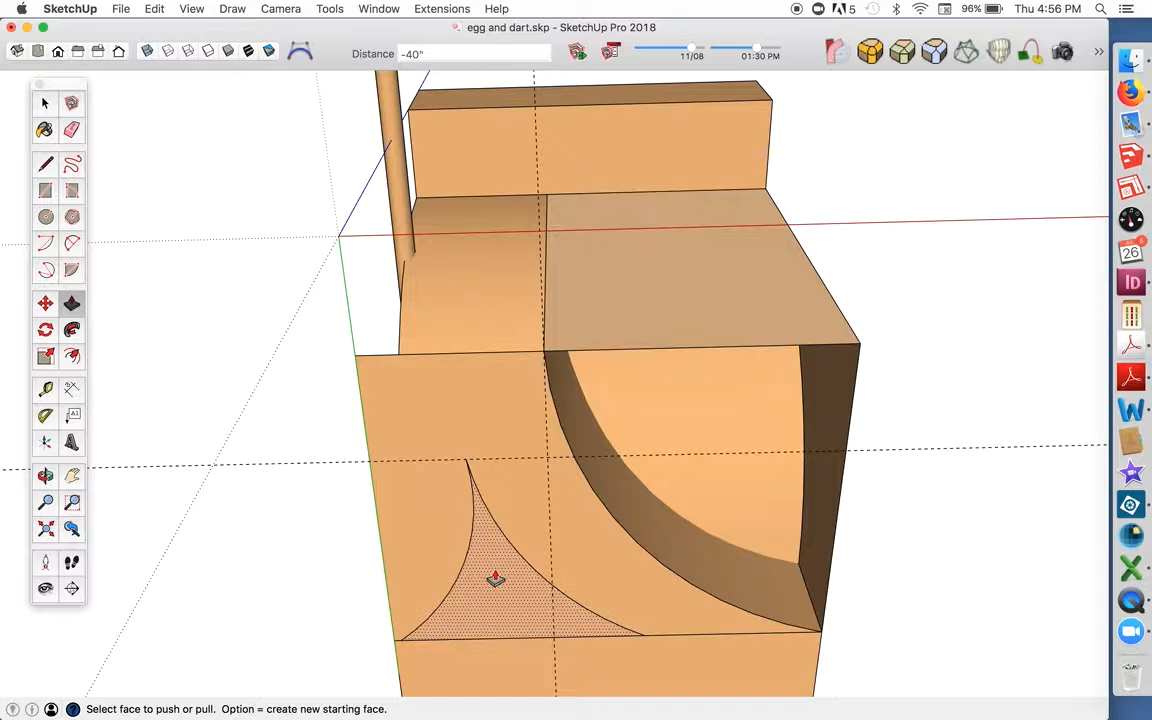 SketchUp File Edit View Draw Camera Tools Window Extensions Help
5 96% Thu 4:56 PM
egg and dart.skp - SketchUp Pro 2018
Distance -40"
11/08 01:30 PM
A1
26
ID
W
Select face to push or pull. Option = create new starting face.